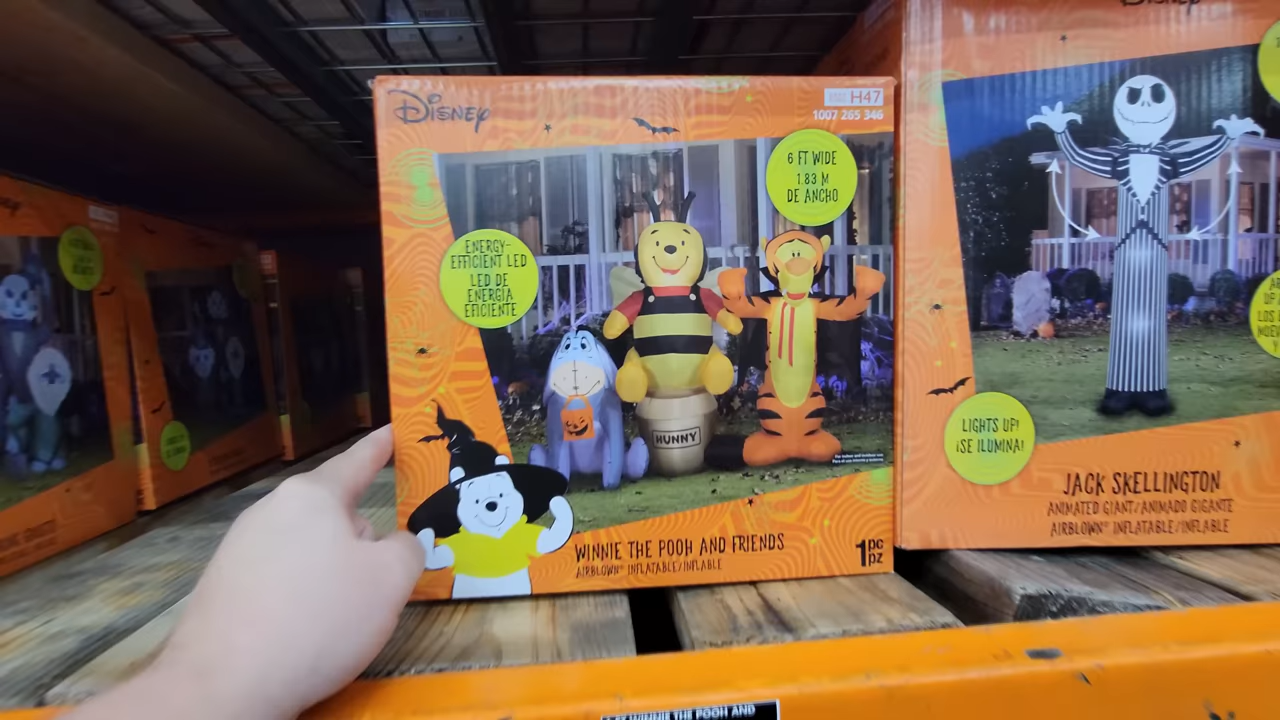 Disney
H47
1007 265 346
6 FT WIDE
1.83 M
DE ANCHO
ENERGY-
EFFICIENT LED
LED DE
ENERGÍA
EFICIENTE
HUNNY
WINNIE THE POOH AND FRIENDS
AIRBLOWN® INFLATABLE/INFLABLE
1 pc
pz
Disney
LIGHTS UP!
¡SE ILUMINA!
JACK SKELLINGTON
ANIMATED GIANT/ANIMADO GIGANTE
AIRBLOWN® INFLATABLE/INFLABLE
WINNIE THE POOH AND